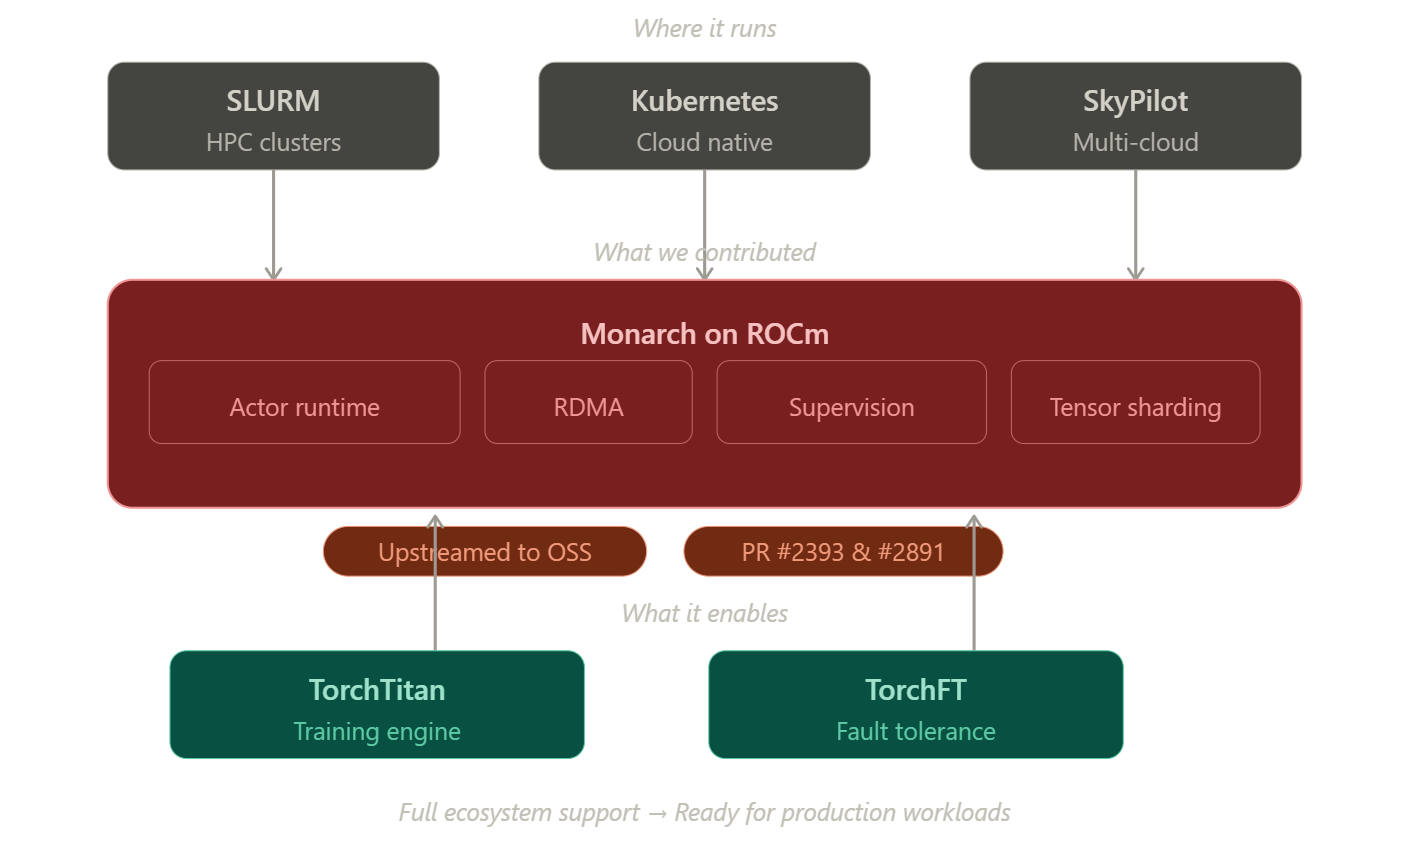 Where it runs
SLURM
HPC clusters
Kubernetes
Cloud native
SkyPilot
Multi-cloud
What we contributed
Monarch on ROCm
Actor runtime
RDMA
Supervision
Tensor sharding
Upstreamed to OSS
PR #2393 & #2891
What it enables
TorchTitan
Training engine
TorchFT
Fault tolerance
Full ecosystem support → Ready for production workloads